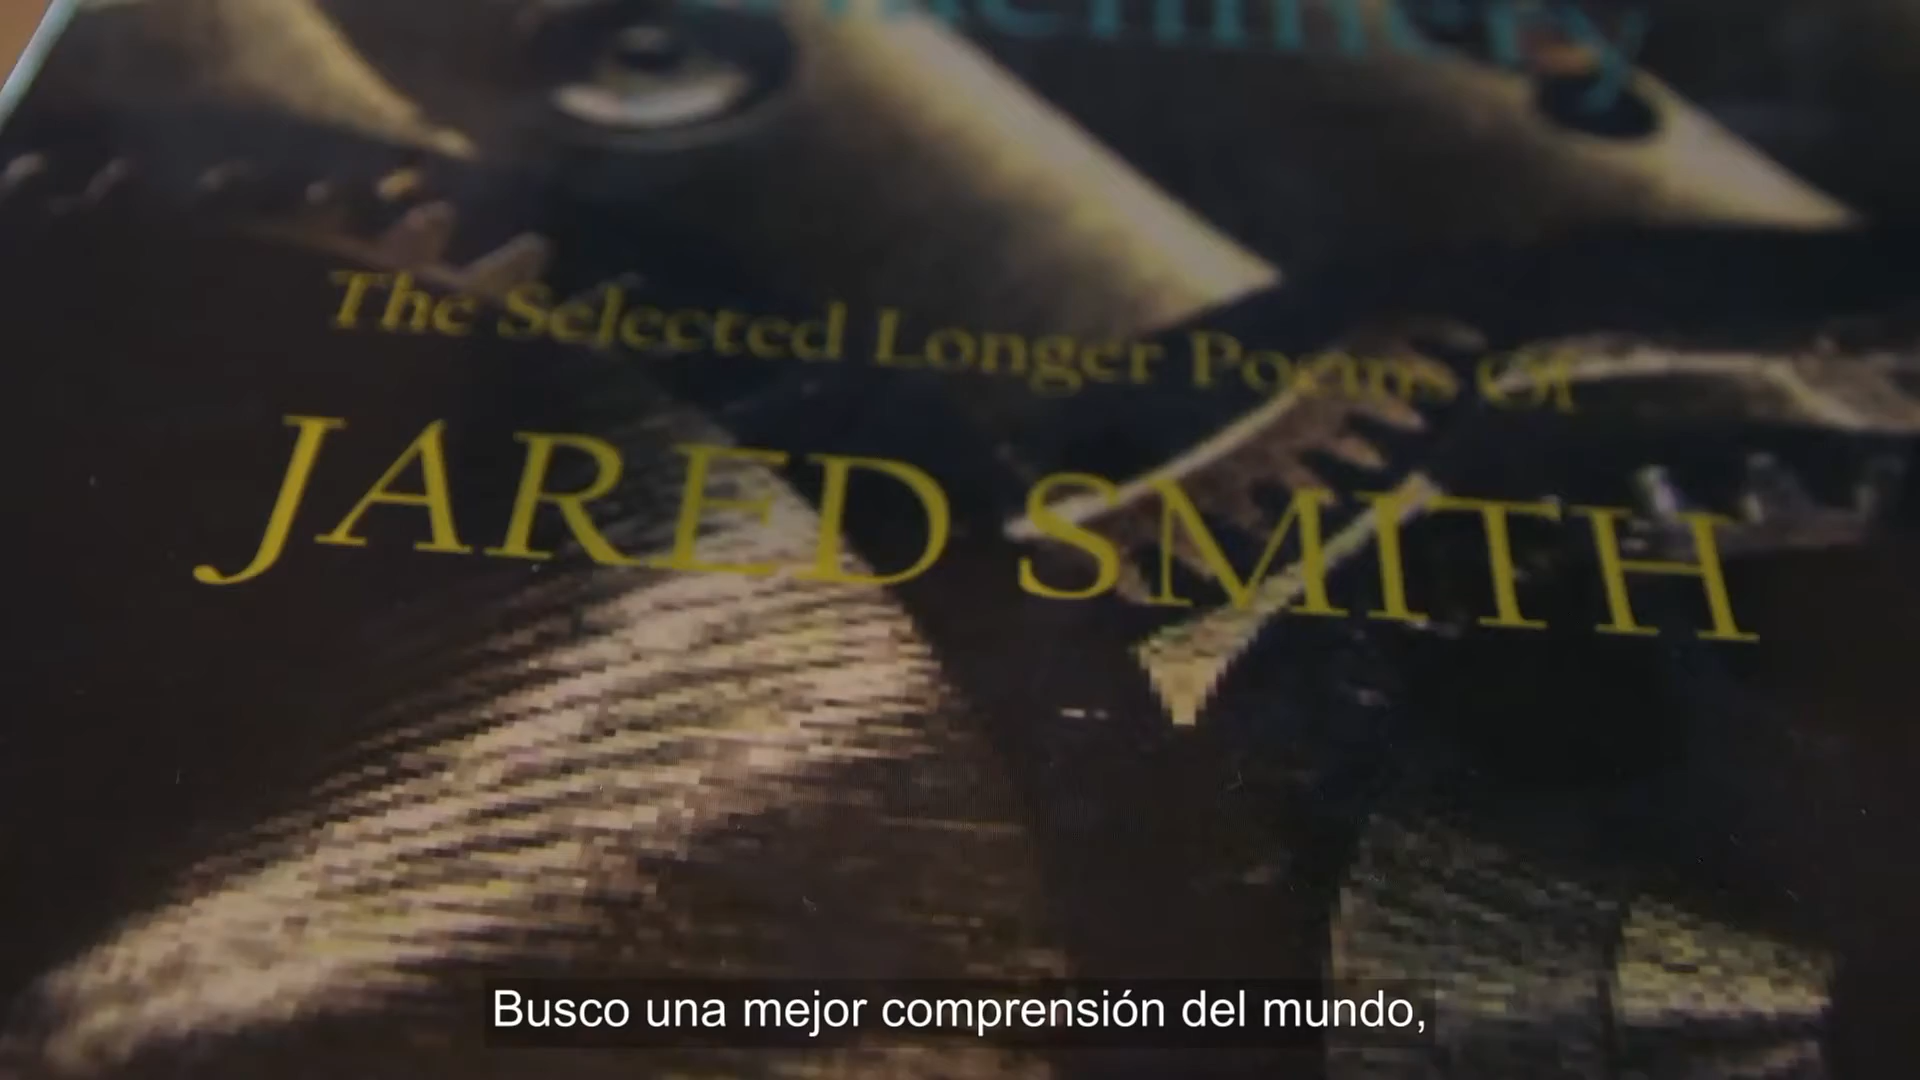 The Selected Longer Poems Of
JARED SMITH
Busco una mejor comprensión del mundo,